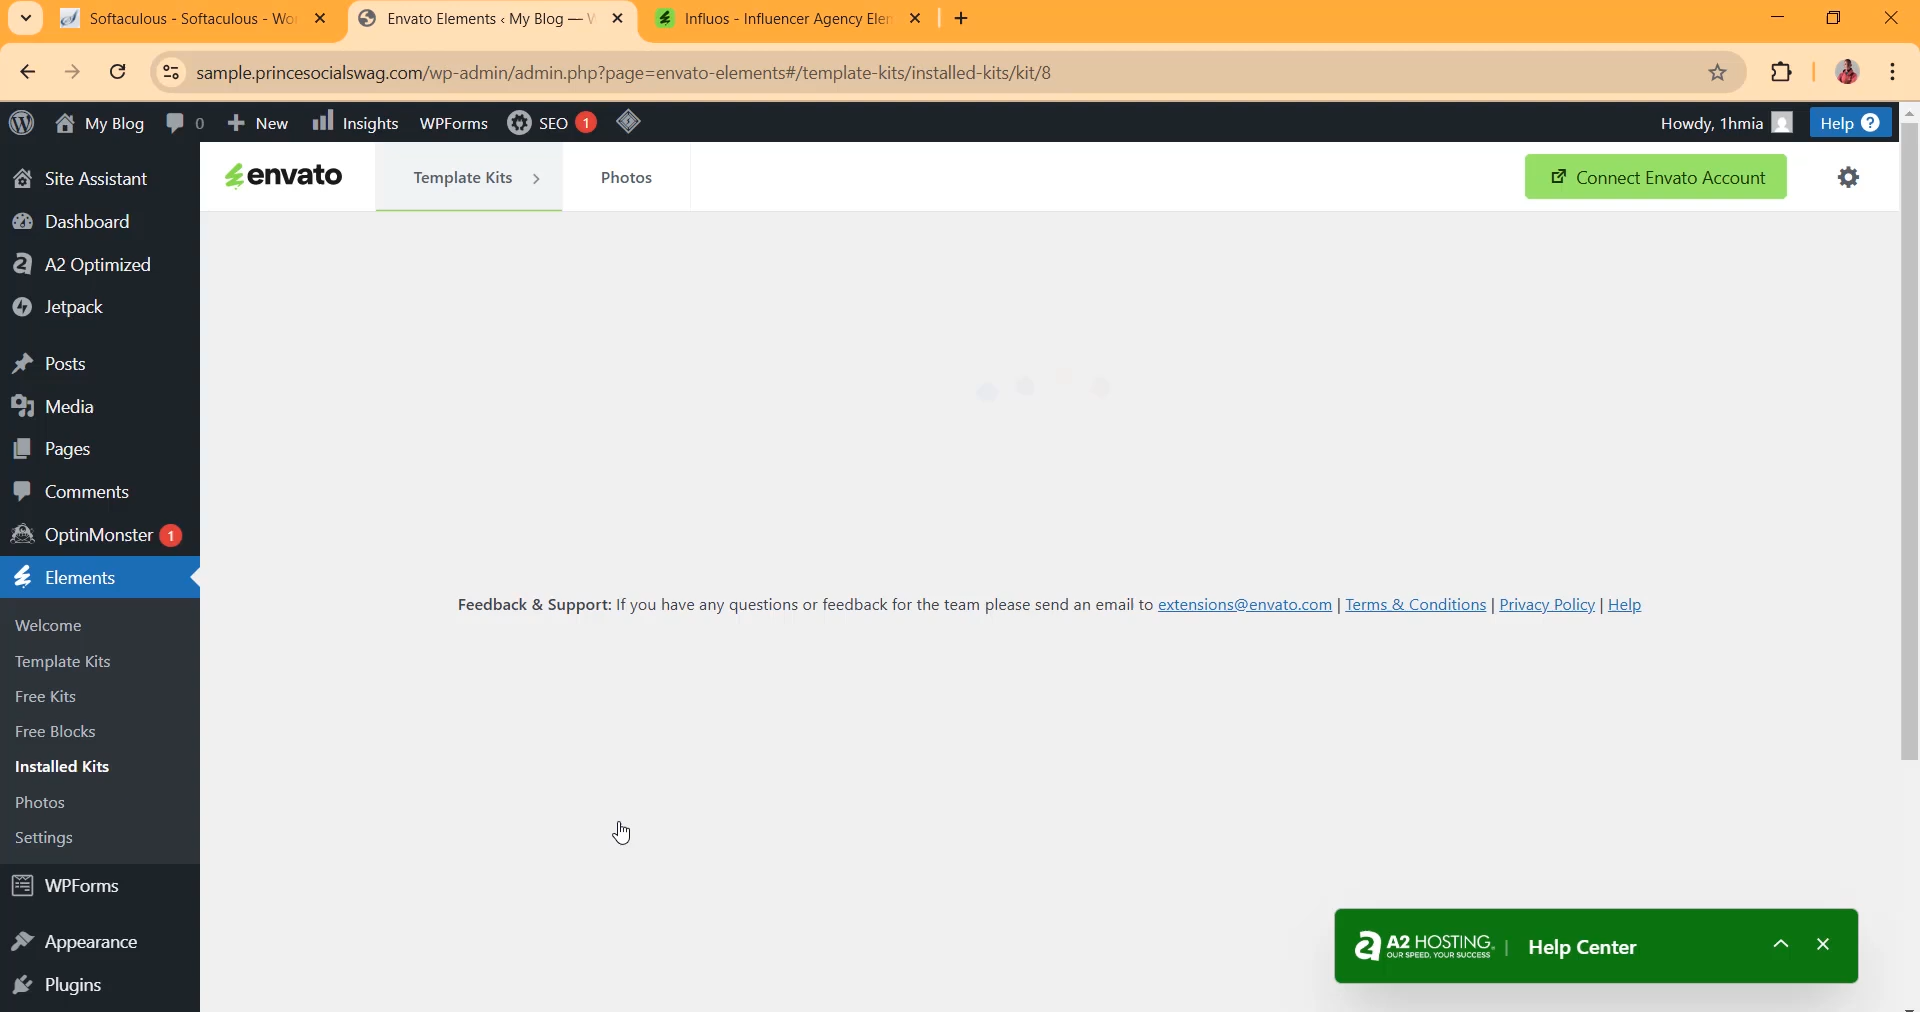 Softaculous - Softaculous - Wo
Envato Elements ‹ My Blog — W
Influos - Influencer Agency Elem
sample.princesocialswag.com/wp-admin/admin.php?page=envato-elements#/template-kits/installed-kits/kit/8
My Blog
0
New
Insights
WPForms
SEO
1
Howdy, 1hmia
Help
Site Assistant
Dashboard
A2 Optimized
Jetpack
Posts
Media
Pages
Comments
OptinMonster 1
Elements
Welcome
Template Kits
Free Kits
Free Blocks
Installed Kits
Photos
Settings
WPForms
Appearance
Plugins
envato
Template Kits
Photos
Connect Envato Account
Feedback & Support: If you have any questions or feedback for the team please send an email to extensions@envato.com | Terms & Conditions | Privacy Policy | Help
A2 HOSTING.
OUR SPEED, YOUR SUCCESS
Help Center